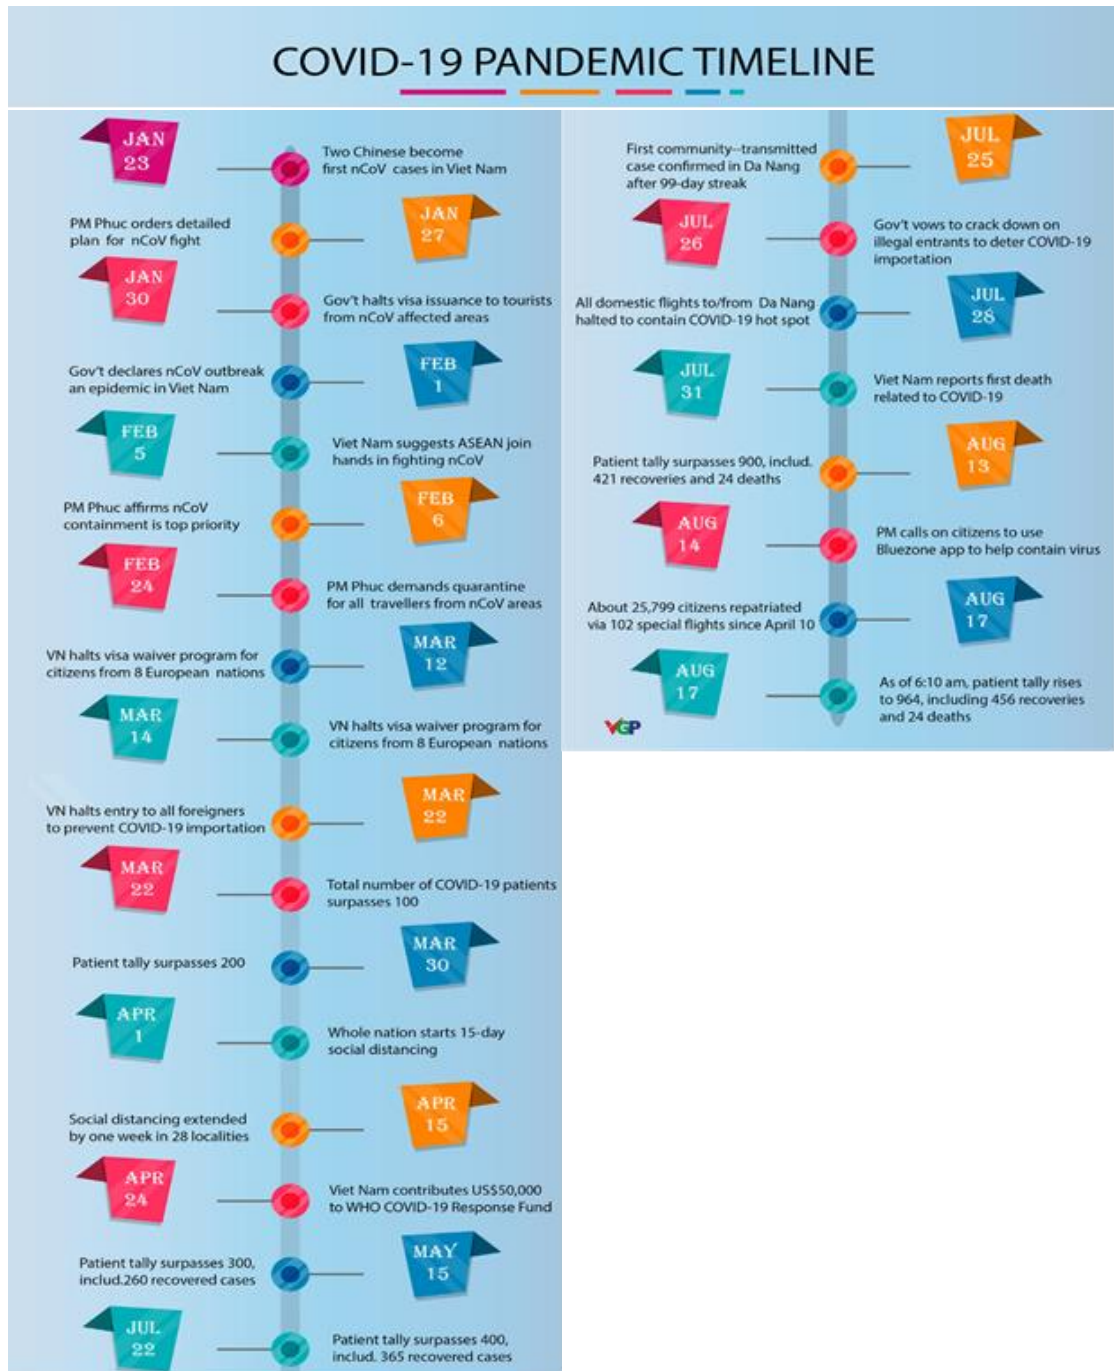 COVID-19 PANDEMIC TIMELINE
JAN
23
Two Chinese become
first nCoV cases in Viet Nam
PM Phuc orders detailed
plan for nCoV fight
JAN
27
JAN
30
Gov't halts visa issuance to tourists
from nCoV affected areas
Gov't declares nCoV outbreak
an epidemic in Viet Nam
FEB
1
FEB
5
Viet Nam suggests ASEAN join
hands in fighting nCoV
PM Phuc affirms nCoV
containment is top priority
FEB
6
FEB
24
PM Phuc demands quarantine
for all travellers from nCoV areas
VN halts visa waiver program for
citizens from 8 European nations
MAR
12
MAR
14
VN halts visa waiver program for
citizens from 8 European nations
VN halts entry to all foreigners
to prevent COVID-19 importation
MAR
22
MAR
22
Total number of COVID-19 patients
surpasses 100
Patient tally surpasses 200
MAR
30
APR
1
Whole nation starts 15-day
social distancing
Social distancing extended
by one week in 28 localities
APR
15
APR
24
Viet Nam contributes US$50,000
to WHO COVID-19 Response Fund
Patient tally surpasses 300,
includ.260 recovered cases
MAY
15
JUL
22
Patient tally surpasses 400,
includ. 365 recovered cases
First community--transmitted
case confirmed in Da Nang
after 99-day streak
JUL
25
JUL
26
Gov't vows to crack down on
illegal entrants to deter COVID-19
importation
All domestic flights to/from Da Nang
halted to contain COVID-19 hot spot
JUL
28
JUL
31
Viet Nam reports first death
related to COVID-19
Patient tally surpasses 900, includ.
421 recoveries and 24 deaths
AUG
13
AUG
14
PM calls on citizens to use
Bluezone app to help contain virus
About 25,799 citizens repatriated
via 102 special flights since April 10
AUG
17
AUG
17
As of 6:10 am, patient tally rises
to 964, including 456 recoveries
and 24 deaths
VGP